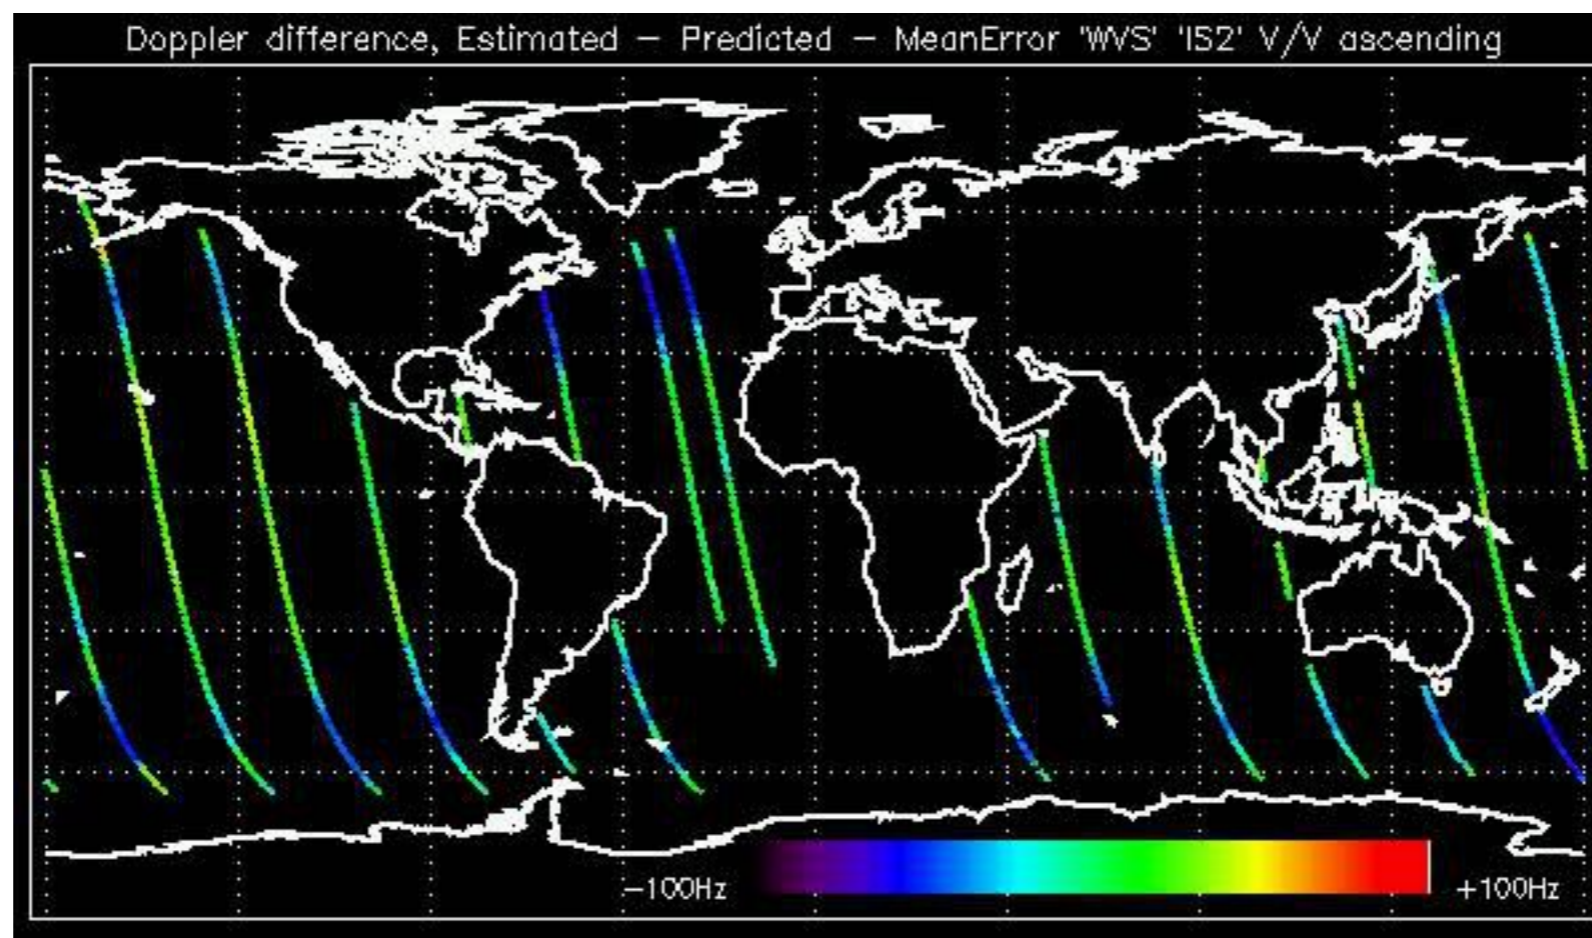 Doppler difference, Estimated − Predicted − MeanError 'WVS' 'IS2' V/V ascending
−100Hz +100Hz